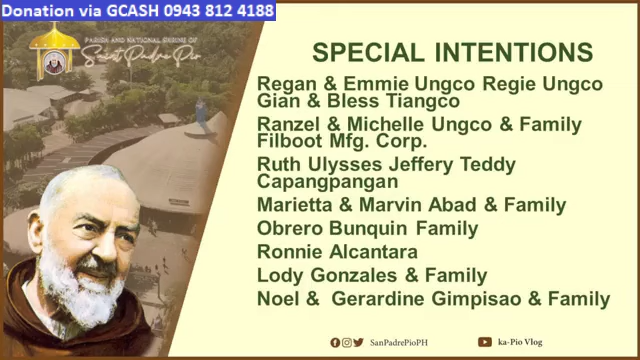 Donation via GCASH 0943 812 4188
PARISH AND NATIONAL SHRINE OF
Saint Padre Pio
SPECIAL INTENTIONS
Regan & Emmie Ungco Regie Ungco
Gian & Bless Tiangco
Ranzel & Michelle Ungco & Family
Filboot Mfg. Corp.
Ruth Ulysses Jeffery Teddy
Capangpangan
Marietta & Marvin Abad & Family
Obrero Bunquin Family
Ronnie Alcantara
Lody Gonzales & Family
Noel & Gerardine Gimpisao & Family
SanPadrePioPH
ka-Pio Vlog